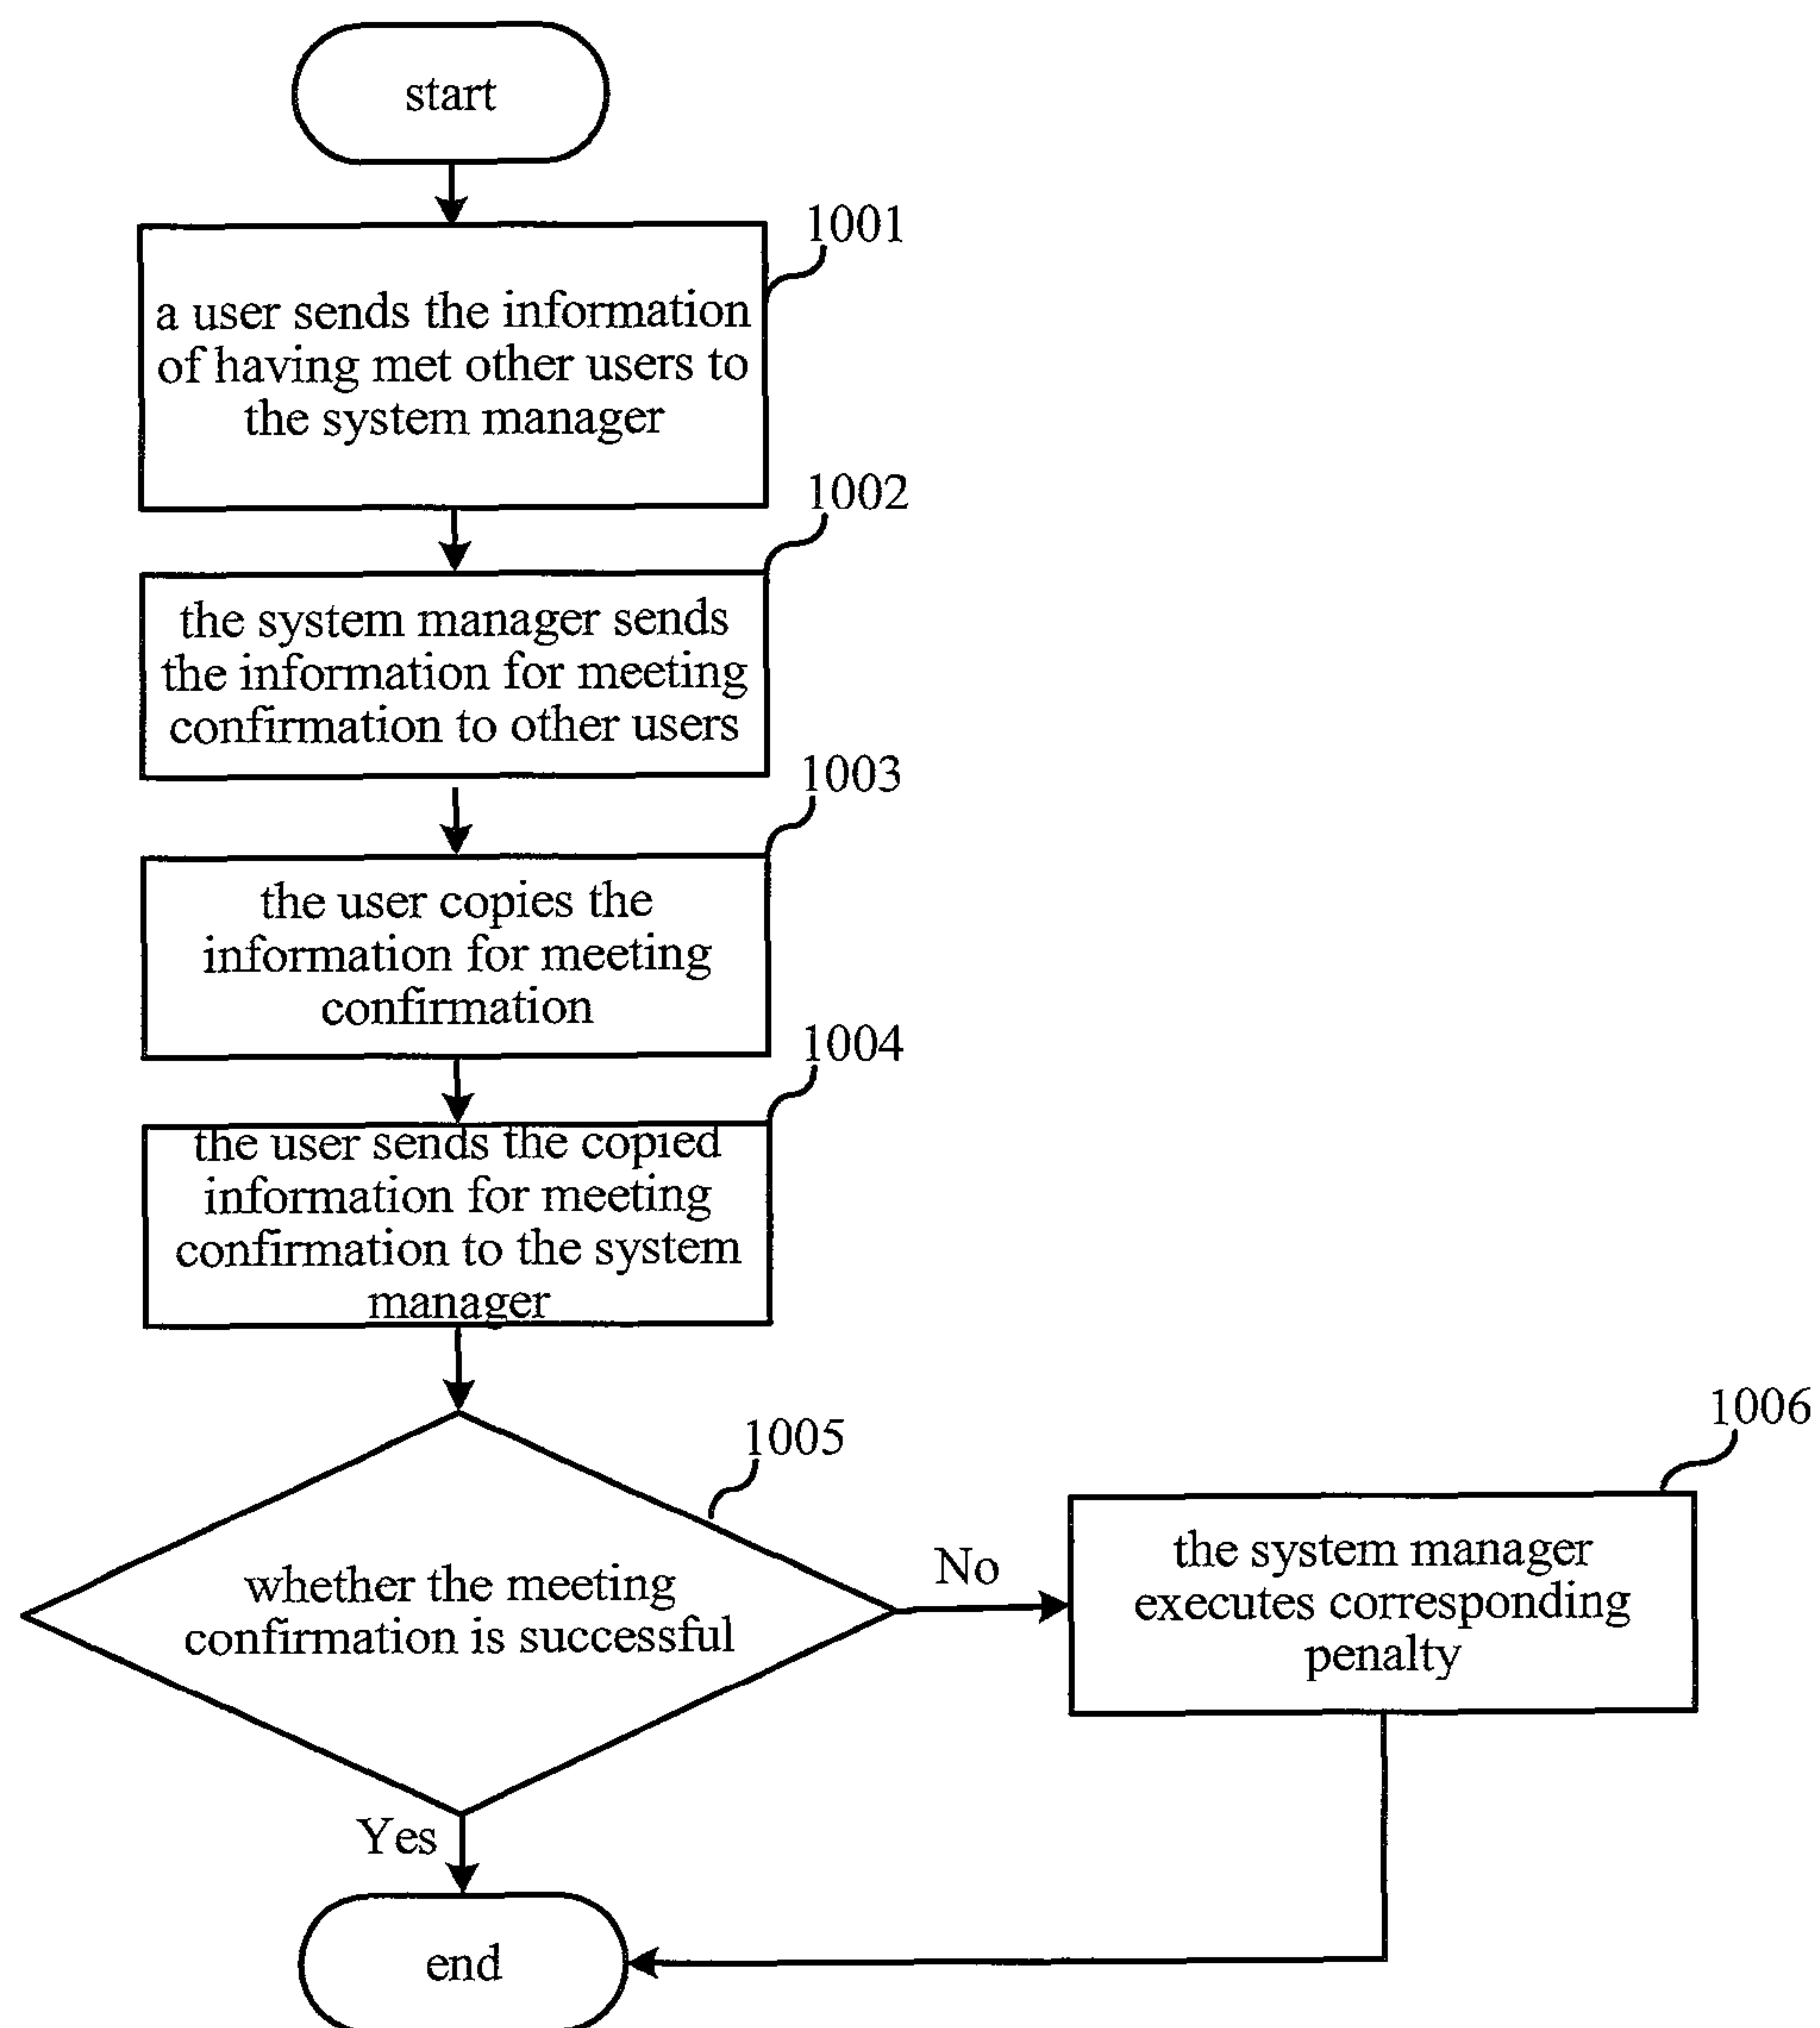 start
1001
a user sends the information
of having met other users to
the system manager
1002
the system manager sends
the information for meeting
confirmation to other users
1003
the user copies the
information for meeting
confirmation
1004
the user sends the copied
information for meeting
confirmation to the system
manager
1005
whether the meeting
confirmation is successful
No
1006
the system manager
executes corresponding
penalty
Yes
end